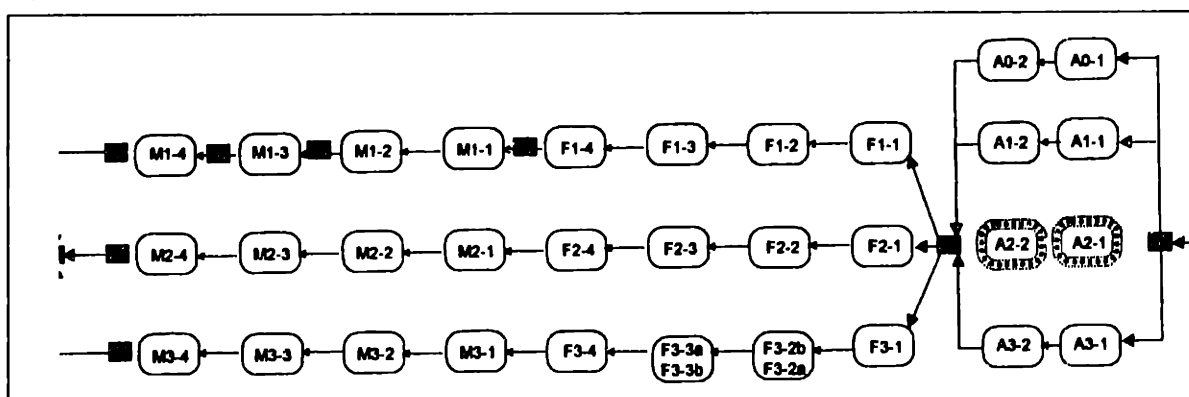 A0-2 A0-1
M1-4 M1-3 M1-2 M1-1 F1-4 F1-3 F1-2 F1-1 A1-2 A1-1
M2-4 M2-3 M2-2 M2-1 F2-4 F2-3 F2-2 F2-1 A2-2 A2-1
M3-4 M3-3 M3-2 M3-1 F3-4 F3-3a F3-2b F3-1 A3-2 A3-1
F3-3b F3-2a